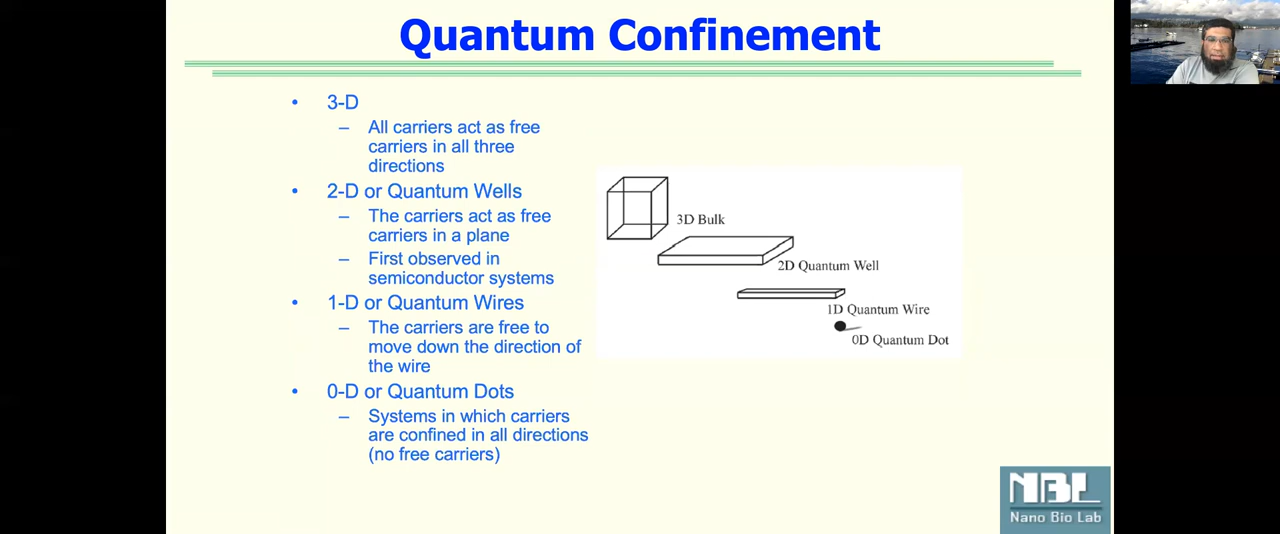 Quantum Confinement
• 3-D
– All carriers act as free
carriers in all three
directions
• 2-D or Quantum Wells
– The carriers act as free
carriers in a plane
– First observed in
semiconductor systems
• 1-D or Quantum Wires
– The carriers are free to
move down the direction of
the wire
• 0-D or Quantum Dots
– Systems in which carriers
are confined in all directions
(no free carriers)
3D Bulk
2D Quantum Well
1D Quantum Wire
0D Quantum Dot
NBL
Nano Bio Lab